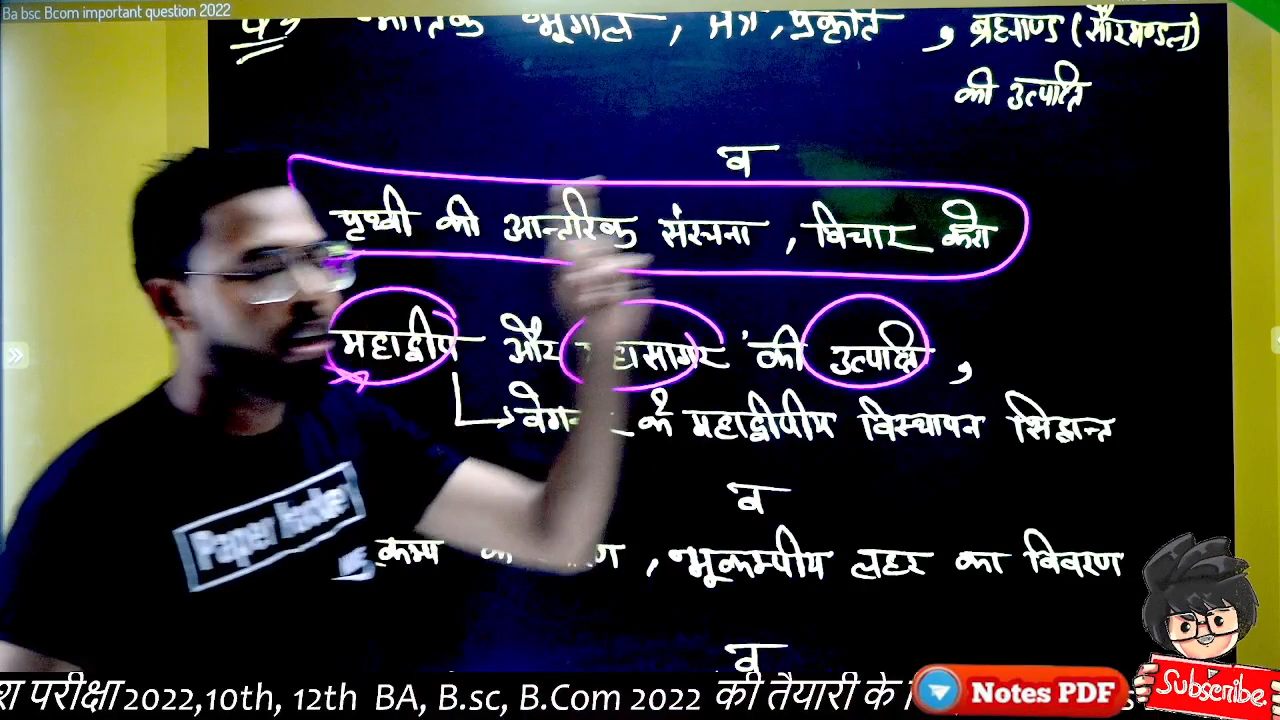 Ba bsc Bcom important question 2022
भूगोल , , प्रकृति , ब्रह्माण्ड (सौरमण्डल)
की उत्पत्ति
व
पृथ्वी की आन्तरिक संरचना , विचार करो
महाद्वीप और महासागर की उत्पत्ति ,
के महाद्वीपीय विस्थापन सिद्धान्त
व
, भूकम्पीय लहर का विवरण
व
Paper
परीक्षा 2022,10th, 12th BA, B.sc, B.Com 2022 की तैयारी के
Notes PDF
Subscribe